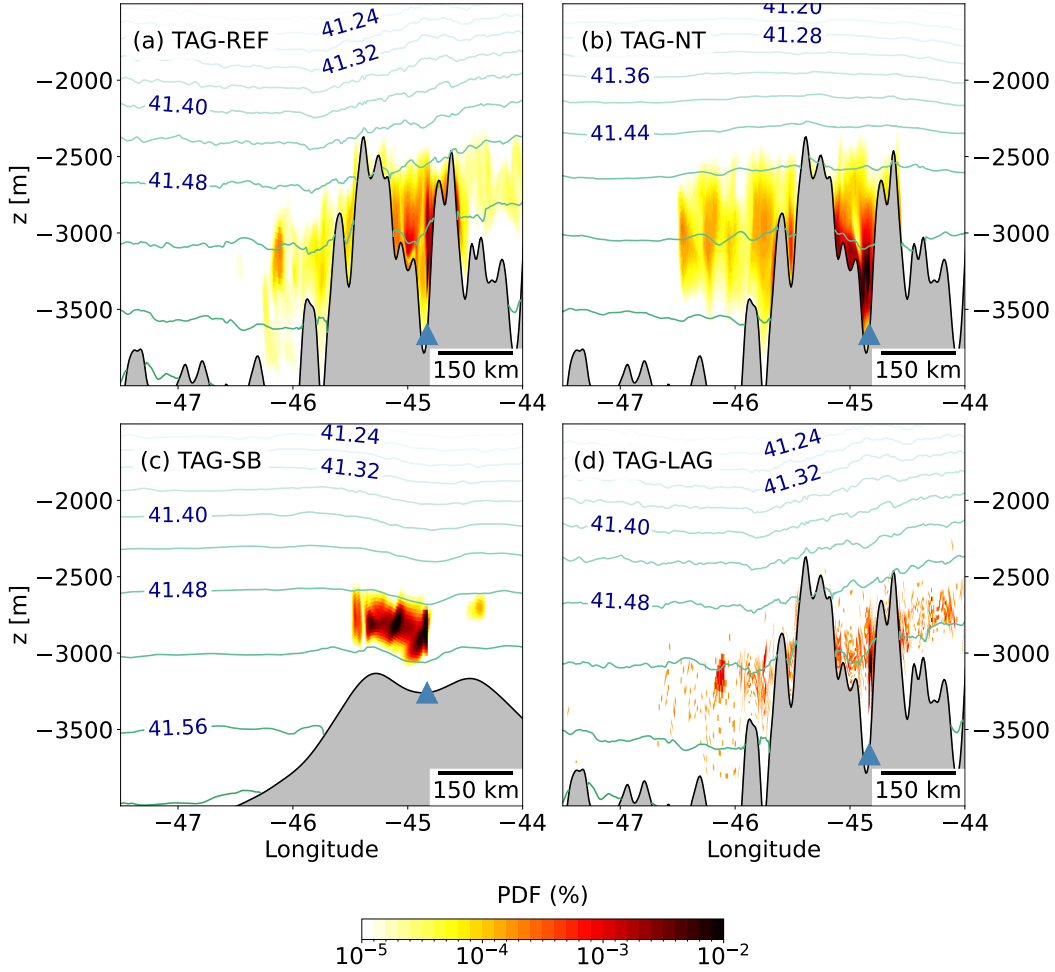 (a) TAG-REF
41.24
41.32
41.40
41.48
−2000
−2500
−3000
−3500
z [m]
150 km
−47 −46 −45 −44
(b) TAG-NT
41.20
41.28
41.36
41.44
−2000
−2500
−3000
−3500
150 km
−47 −46 −45 −44
(c) TAG-SB
41.24
41.32
41.40
41.48
41.56
−2000
−2500
−3000
−3500
z [m]
150 km
−47 −46 −45 −44
Longitude
(d) TAG-LAG
41.24
41.32
41.40
41.48
−2000
−2500
−3000
−3500
150 km
−47 −46 −45 −44
Longitude
PDF (%)
10⁻⁵ 10⁻⁴ 10⁻³ 10⁻²